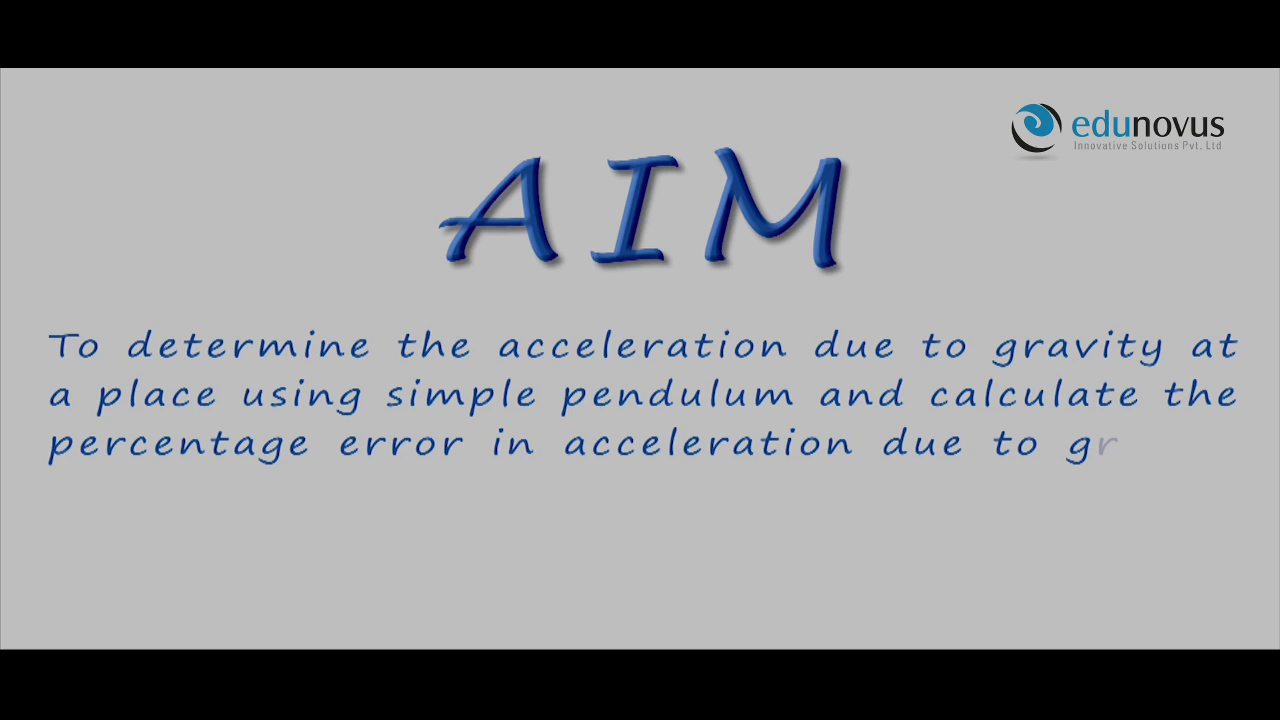 edunovus
Innovative Solutions Pvt. Ltd
AIM
To determine the acceleration due to gravity at
a place using simple pendulum and calculate the
percentage error in acceleration due to gr